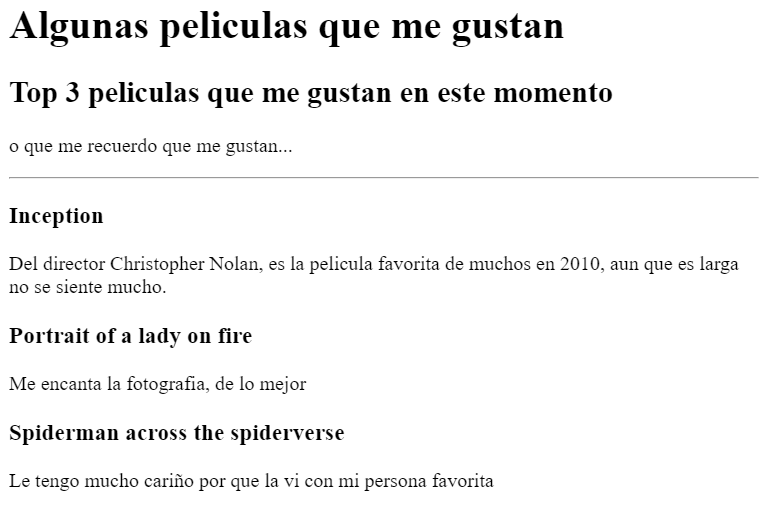 Algunas peliculas que me gustan
Top 3 peliculas que me gustan en este momento
o que me recuerdo que me gustan...
Inception
Del director Christopher Nolan, es la pelicula favorita de muchos en 2010, aun que es larga
no se siente mucho.
Portrait of a lady on fire
Me encanta la fotografia, de lo mejor
Spiderman across the spiderverse
Le tengo mucho cariño por que la vi con mi persona favorita